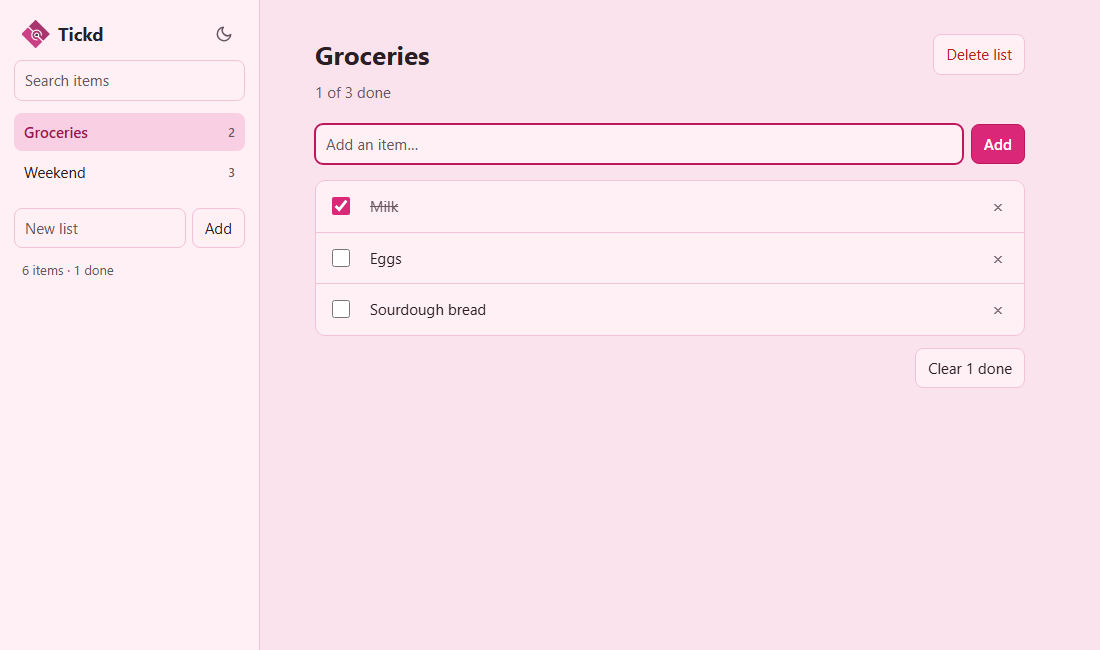 Tickd
Search items
Groceries 2
Weekend 3
New list Add
6 items · 1 done
Groceries
Delete list
1 of 3 done
Add an item... Add
Milk ×
Eggs ×
Sourdough bread ×
Clear 1 done